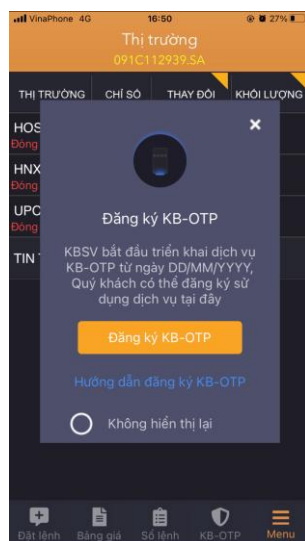 VinaPhone 4G 16:50 27%
Thị trường
091C112939.SA
THỊ TRƯỜNG CHỈ SỐ THAY ĐỔI KHỐI LƯỢNG
HOS
Đóng
HNX
Đóng
UPC
Đóng
TIN
Đăng ký KB-OTP
KBSV bắt đầu triển khai dịch vụ
KB-OTP từ ngày DD/MM/YYYY,
Quý khách có thể đăng ký sử
dụng dịch vụ tại đây
Đăng ký KB-OTP
Hướng dẫn đăng ký KB-OTP
Không hiển thị lại
Đặt lệnh Bảng giá Sổ lệnh KB-OTP Menu